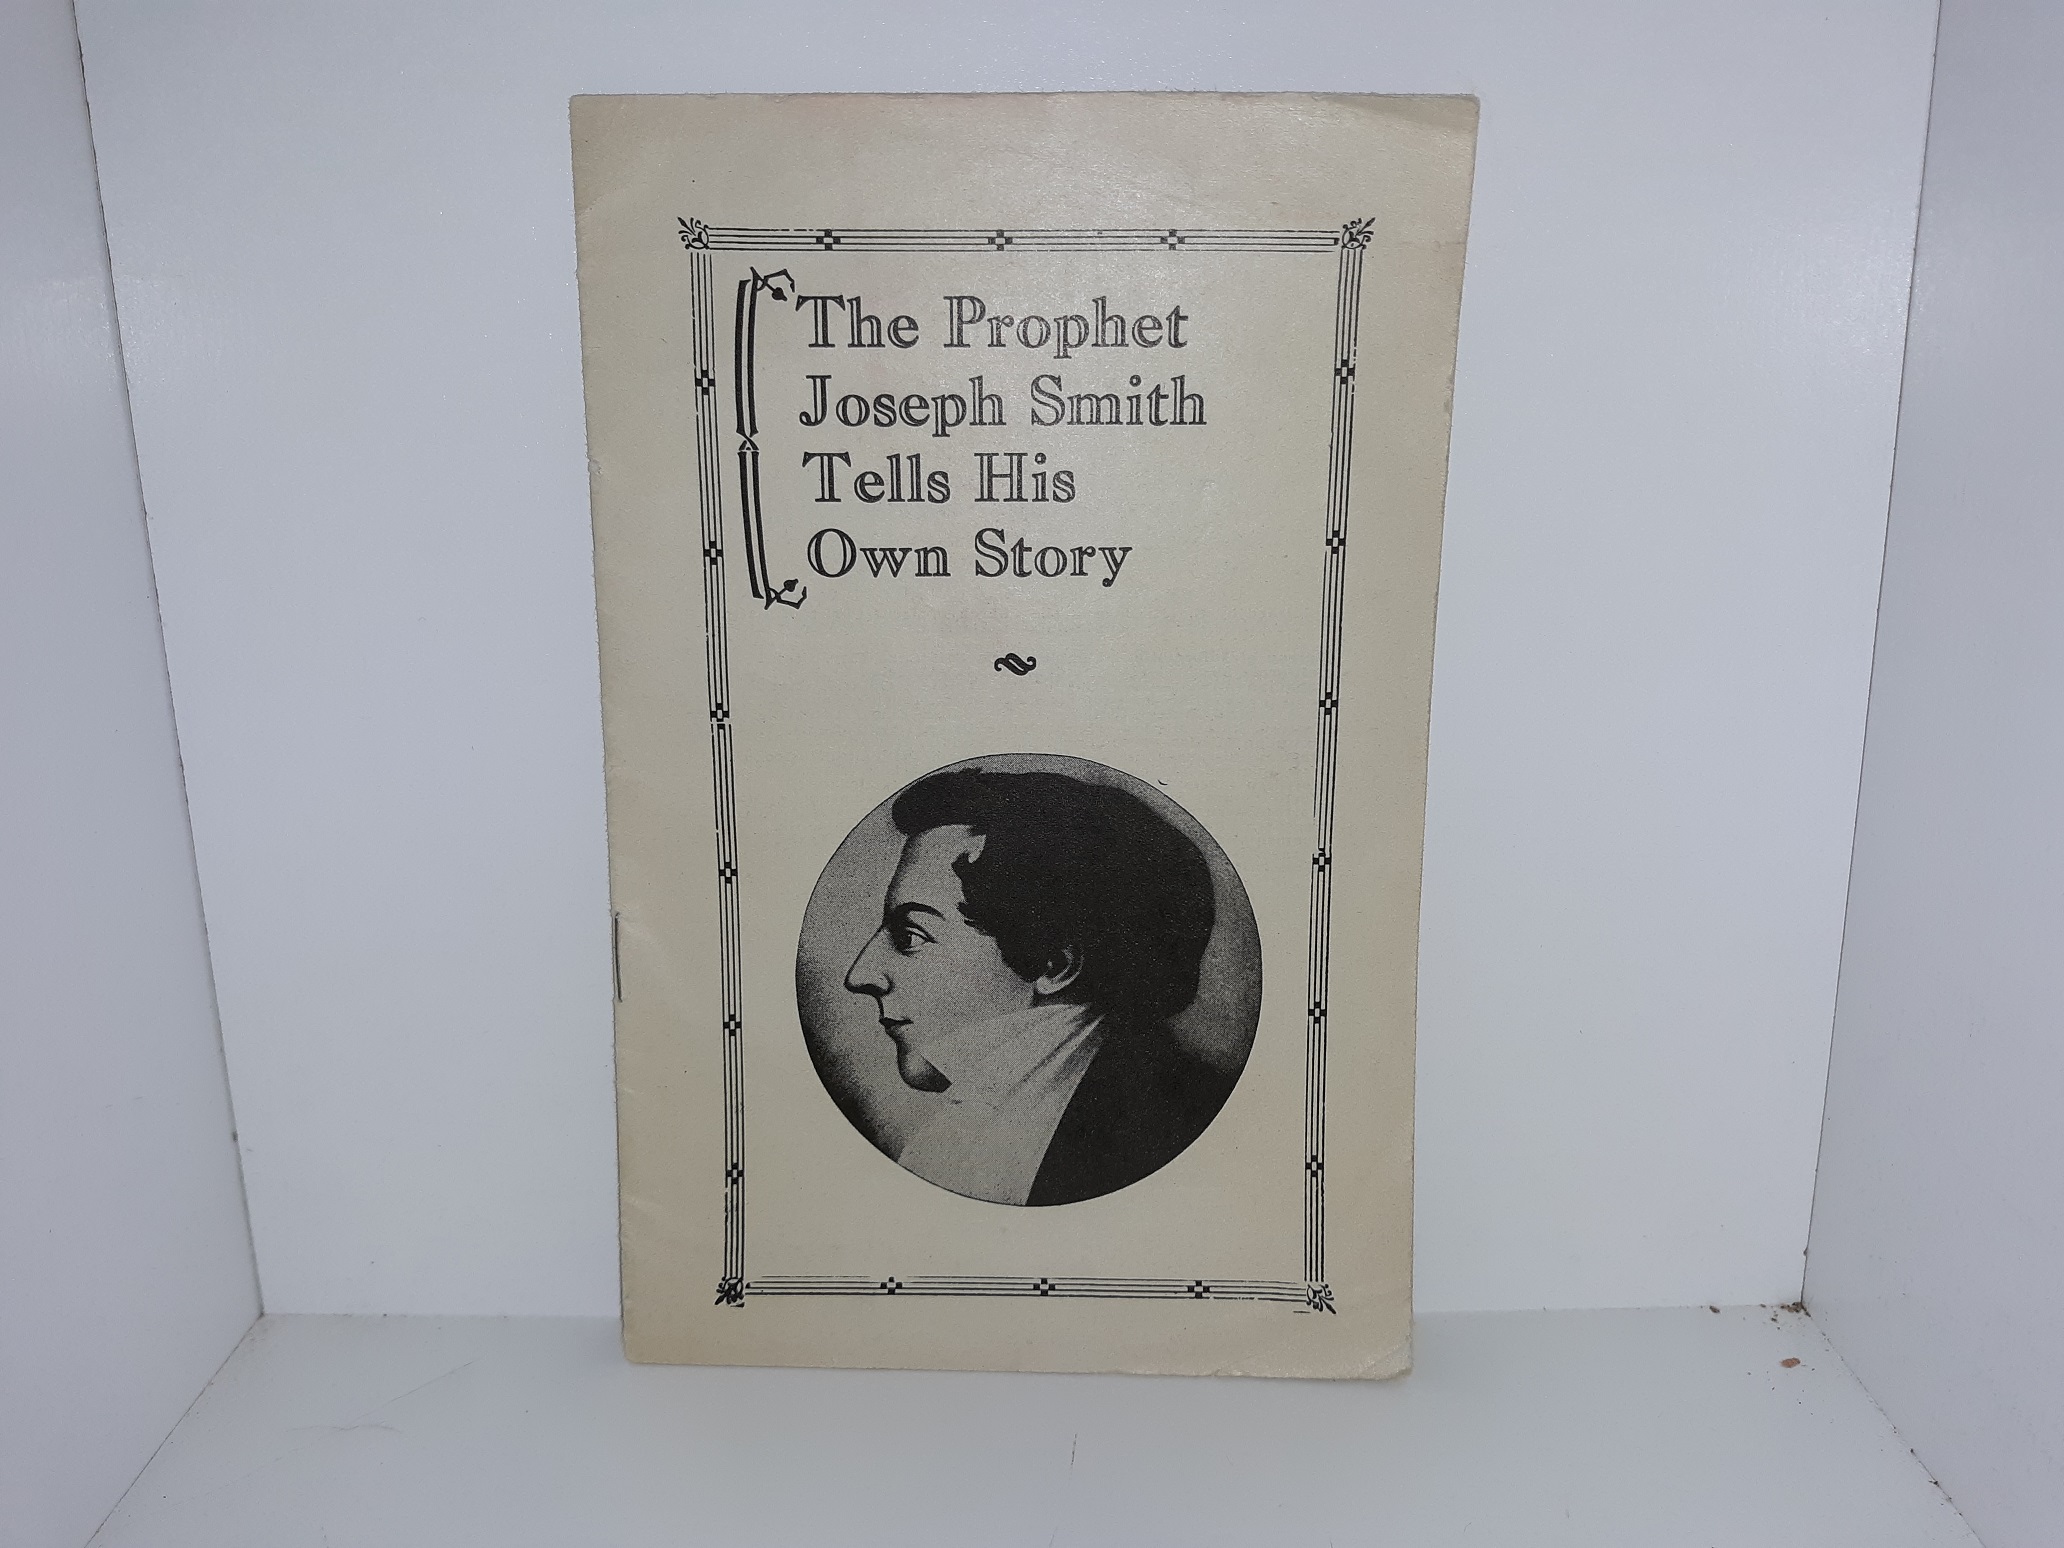 The Prophet
Joseph Smith
Tells His
Own Story